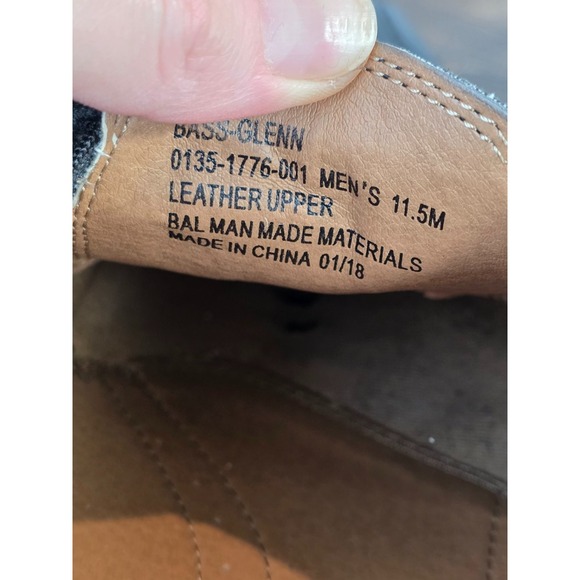 BASS-GLENN
0135-1776-001 MEN'S 11.5M
LEATHER UPPER
BAL MAN MADE MATERIALS
MADE IN CHINA 01/18